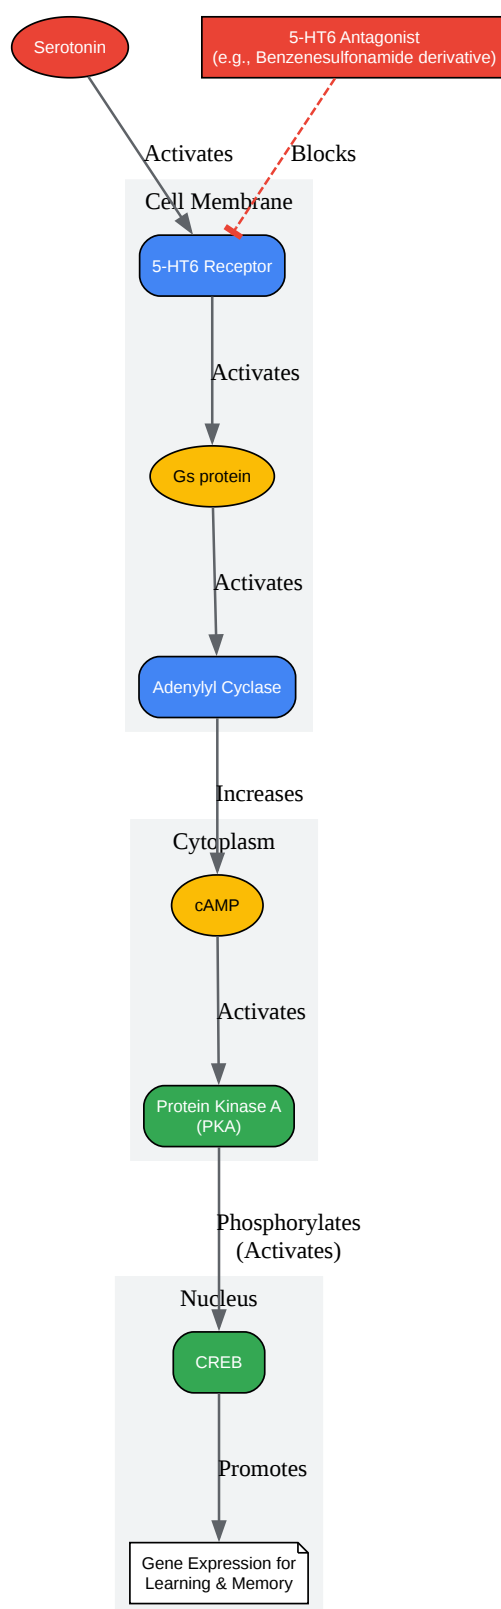 Serotonin
5-HT6 Antagonist
(e.g., Benzenesulfonamide derivative)
Activates
Blocks
Cell Membrane
5-HT6 Receptor
Activates
Gs protein
Activates
Adenylyl Cyclase
Increases
Cytoplasm
cAMP
Activates
Protein Kinase A
(PKA)
Phosphorylates
(Activates)
Nucleus
CREB
Promotes
Gene Expression for
Learning & Memory